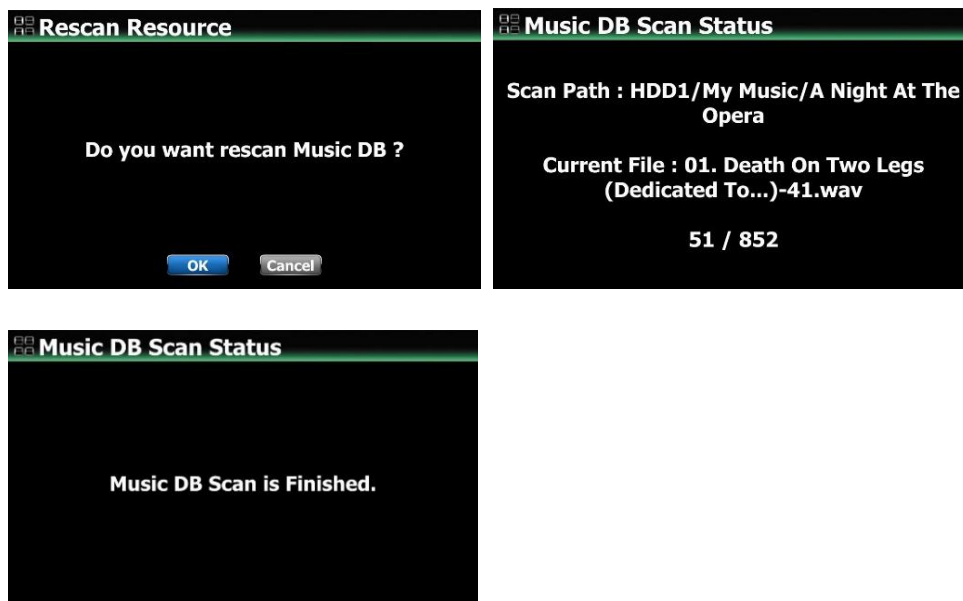 Rescan Resource
Do you want rescan Music DB ?
OK
Cancel
Music DB Scan Status
Scan Path : HDD1/My Music/A Night At The
Opera
Current File : 01. Death On Two Legs
(Dedicated To...)-41.wav
51 / 852
Music DB Scan Status
Music DB Scan is Finished.